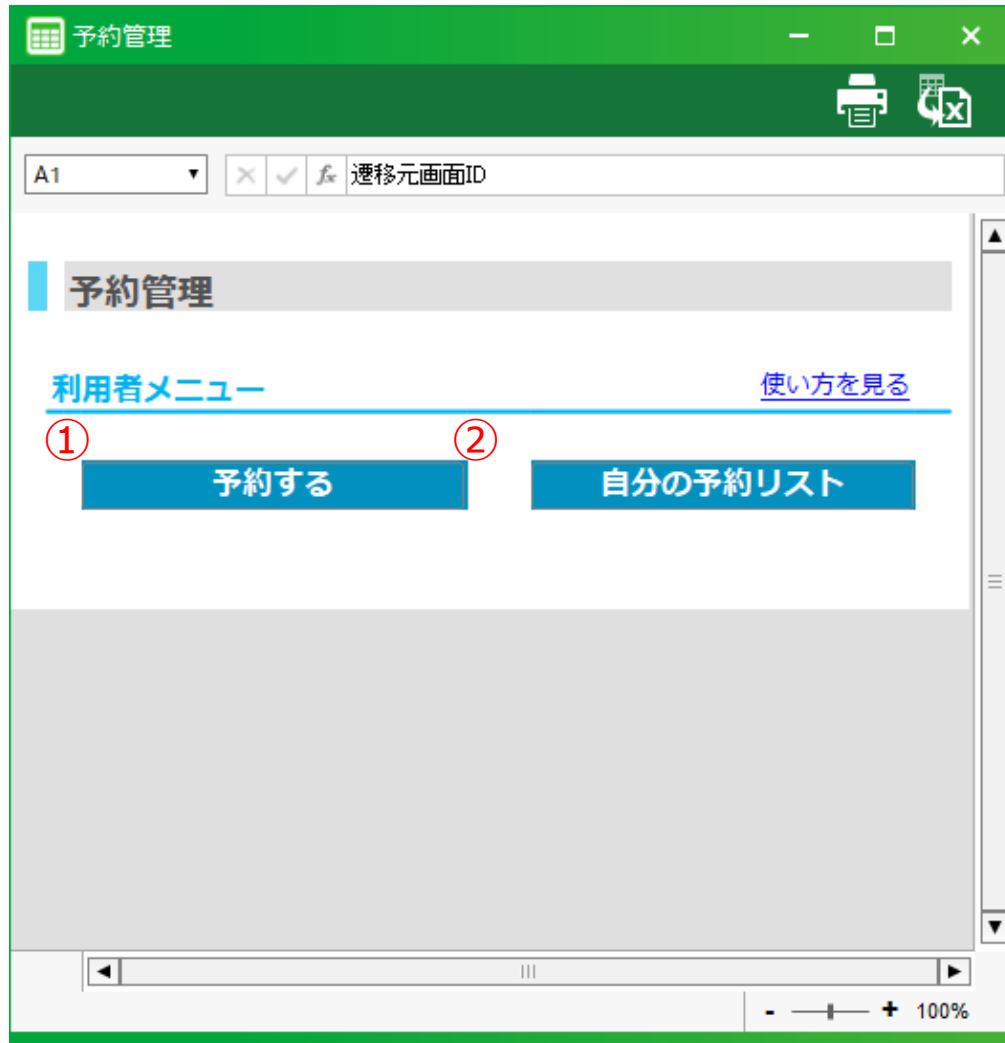 予約管理
A1 fx 遷移元画面ID
予約管理
利用者メニュー 使い方を見る
① ②
予約する 自分の予約リスト
- + 100%